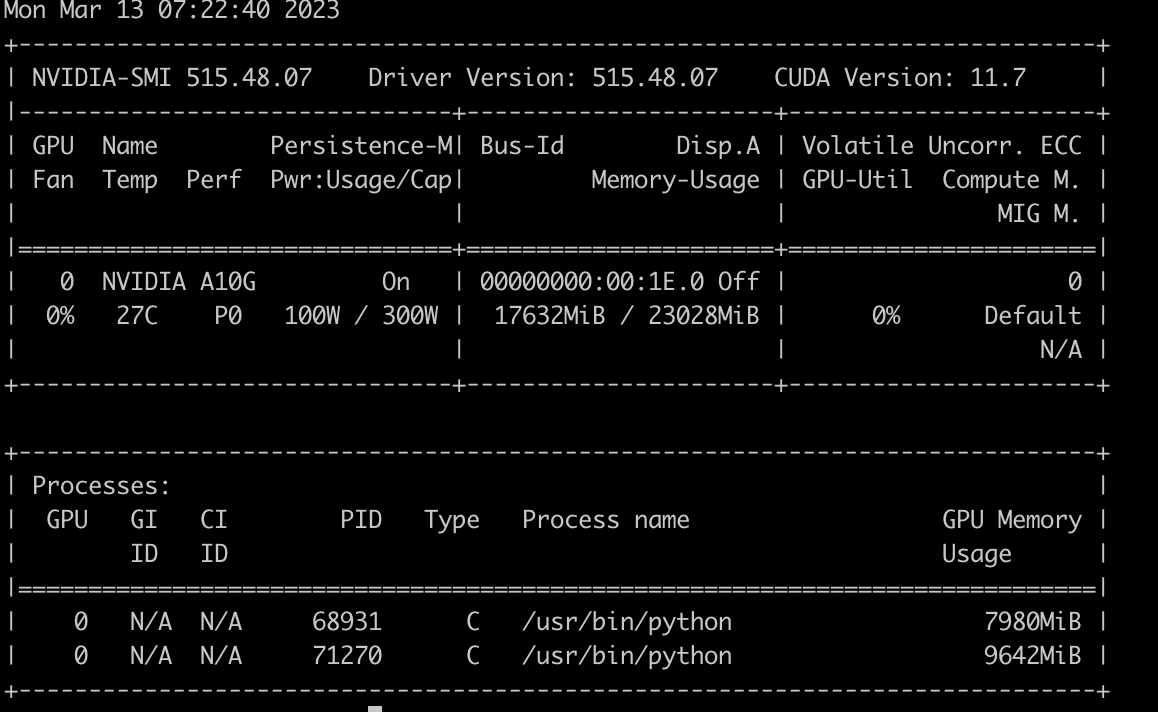 Mon Mar 13 07:22:40 2023
+-----------------------------------------------------------------------------+
| NVIDIA-SMI 515.48.07    Driver Version: 515.48.07    CUDA Version: 11.7     |
|-------------------------------+----------------------+----------------------+
| GPU  Name        Persistence-M| Bus-Id        Disp.A | Volatile Uncorr. ECC |
| Fan  Temp  Perf  Pwr:Usage/Cap|         Memory-Usage | GPU-Util  Compute M. |
|                               |                      |               MIG M. |
|===============================+======================+======================|
|   0  NVIDIA A10G         On   | 00000000:00:1E.0 Off |                    0 |
|  0%   27C    P0   100W / 300W |  17632MiB / 23028MiB |      0%      Default |
|                               |                      |                  N/A |
+-------------------------------+----------------------+----------------------+

+-----------------------------------------------------------------------------+
| Processes:                                                                  |
|  GPU   GI   CI        PID   Type   Process name                  GPU Memory |
|        ID   ID                                                   Usage      |
|=============================================================================|
|    0   N/A  N/A     68931      C   /usr/bin/python                  7980MiB |
|    0   N/A  N/A     71270      C   /usr/bin/python                  9642MiB |
+-----------------------------------------------------------------------------+